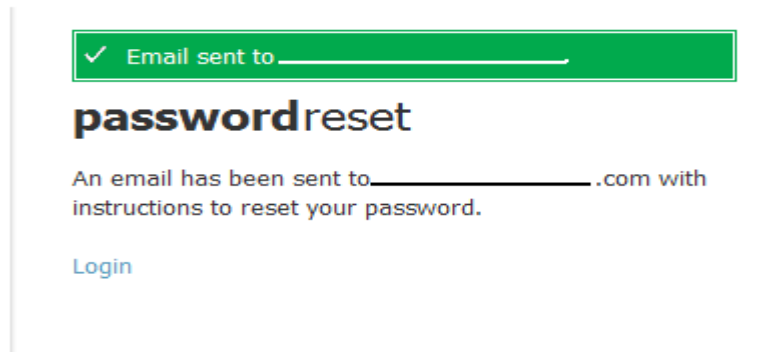 ✓ Email sent to .
passwordreset
An email has been sent to .com with
instructions to reset your password.
Login